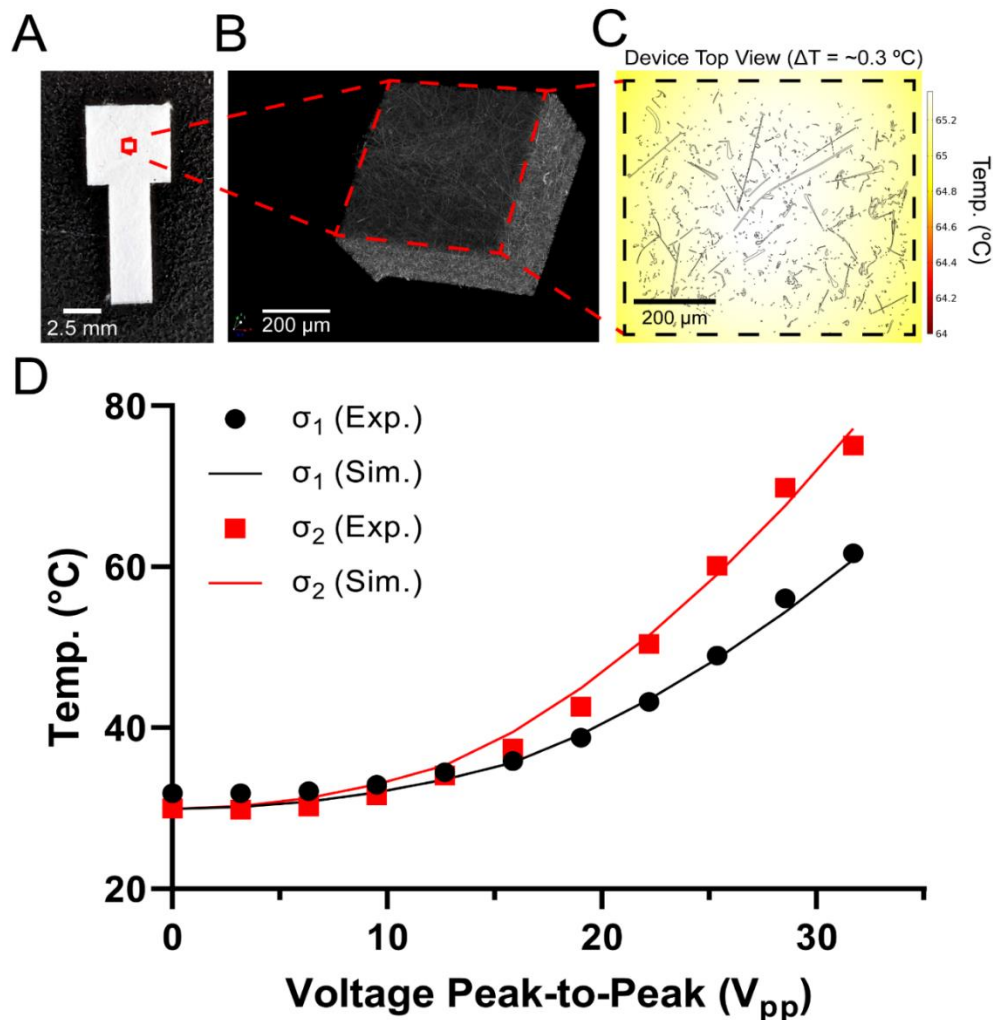 A
B
C
Device Top View (ΔT = ~0.3 ºC)
2.5 mm
200 µm
200 µm
65.2
65
64.8
64.6
64.4
64.2
64
Temp. (ºC)
D
80
60
40
20
Temp. (°C)
σ₁ (Exp.)
σ₁ (Sim.)
σ₂ (Exp.)
σ₂ (Sim.)
0 10 20 30
Voltage Peak-to-Peak (Vpp)